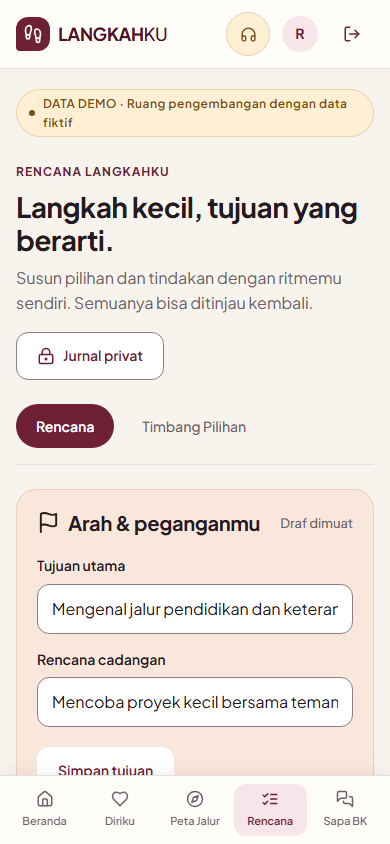 LANGKAHKU
R
DATA DEMO · Ruang pengembangan dengan data
fiktif
RENCANA LANGKAHKU
Langkah kecil, tujuan yang
berarti.
Susun pilihan dan tindakan dengan ritmemu
sendiri. Semuanya bisa ditinjau kembali.
Jurnal privat
Rencana
Timbang Pilihan
Arah & peganganmu
Draf dimuat
Tujuan utama
Mengenal jalur pendidikan dan keterar
Rencana cadangan
Mencoba proyek kecil bersama teman
Simpan tujuan
Beranda
Diriku
Peta Jalur
Rencana
Sapa BK